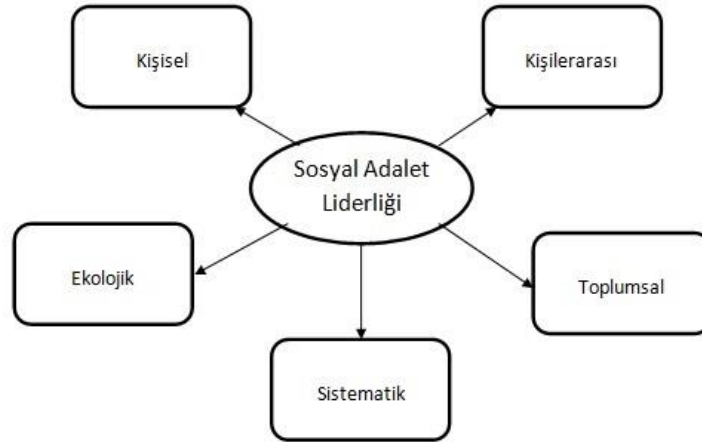 Kişisel
Kişilerarası
Sosyal Adalet
Liderliği
Ekolojik
Toplumsal
Sistematik